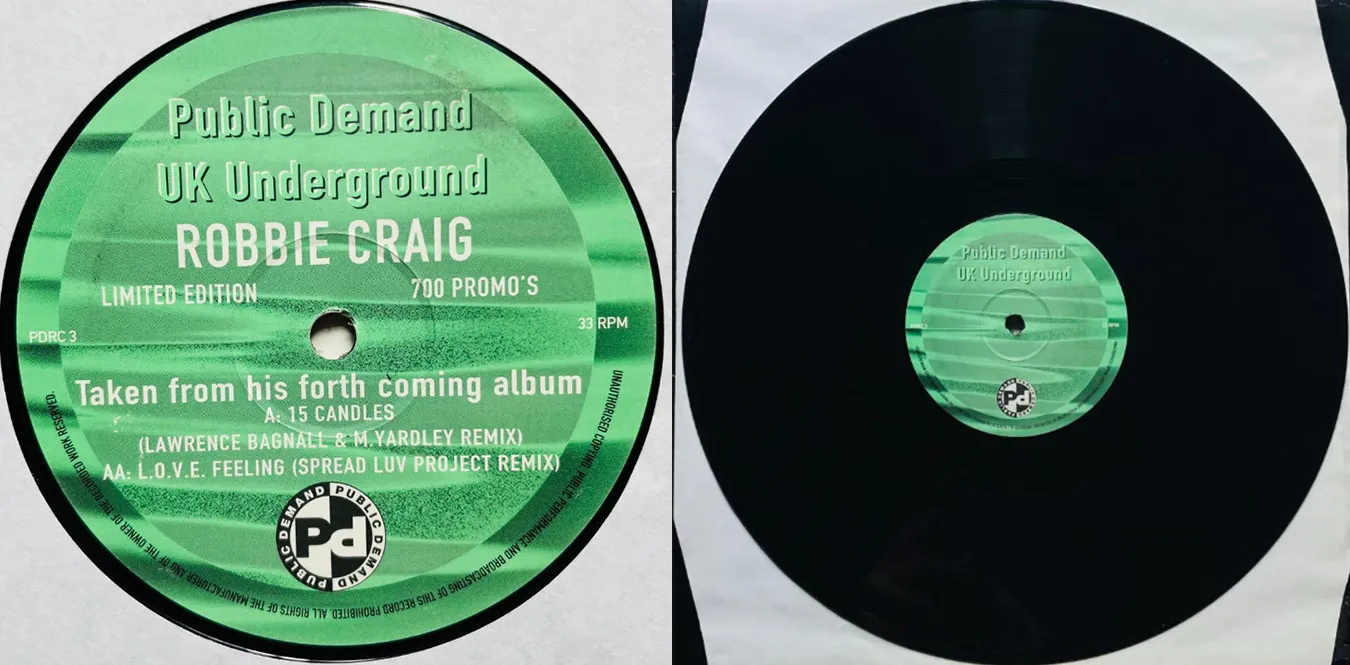 Public Demand
UK Underground
ROBBIE CRAIG
LIMITED EDITION 700 PROMO'S
PDRC 3 33 RPM
Taken from his forth coming album
A: 15 CANDLES
(LAWRENCE BAGNALL & M.YARDLEY REMIX)
AA: L.O.V.E. FEELING (SPREAD LUV PROJECT REMIX)
PUBLIC DEMAND PUBLIC DEMAND
Pd
UNAUTHORISED COPYING, PUBLIC PERFORMANCE AND BROADCASTING OF THIS RECORD PROHIBITED. ALL RIGHTS OF THE MANUFACTURER AND OF THE OWNER OF THE RECORDED WORK RESERVED.
Public Demand
UK Underground
33 RPM
Pd